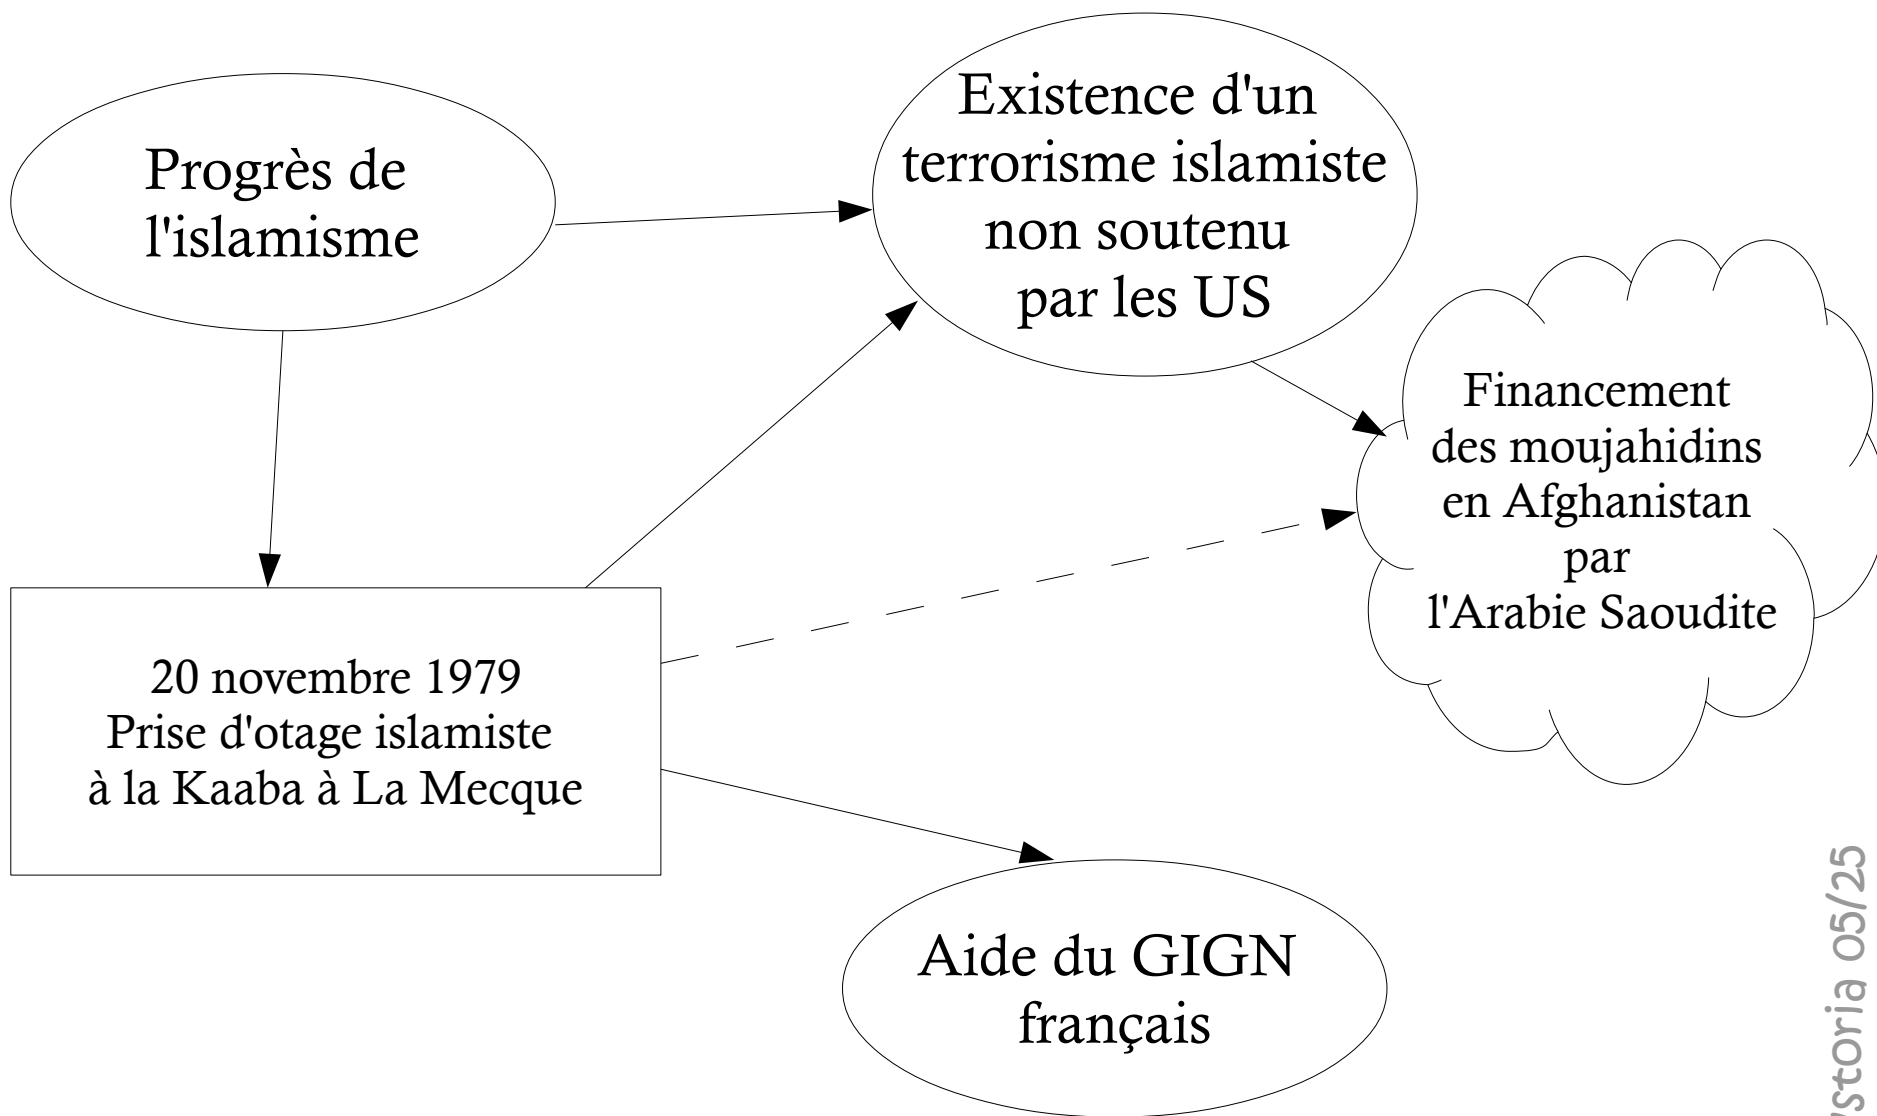 Progrès de
l'islamisme
Existence d'un
terrorisme islamiste
non soutenu
par les US
Financement
des moujahidins
en Afghanistan
par
l'Arabie Saoudite
20 novembre 1979
Prise d'otage islamiste
à la Kaaba à La Mecque
Aide du GIGN
français
05/25